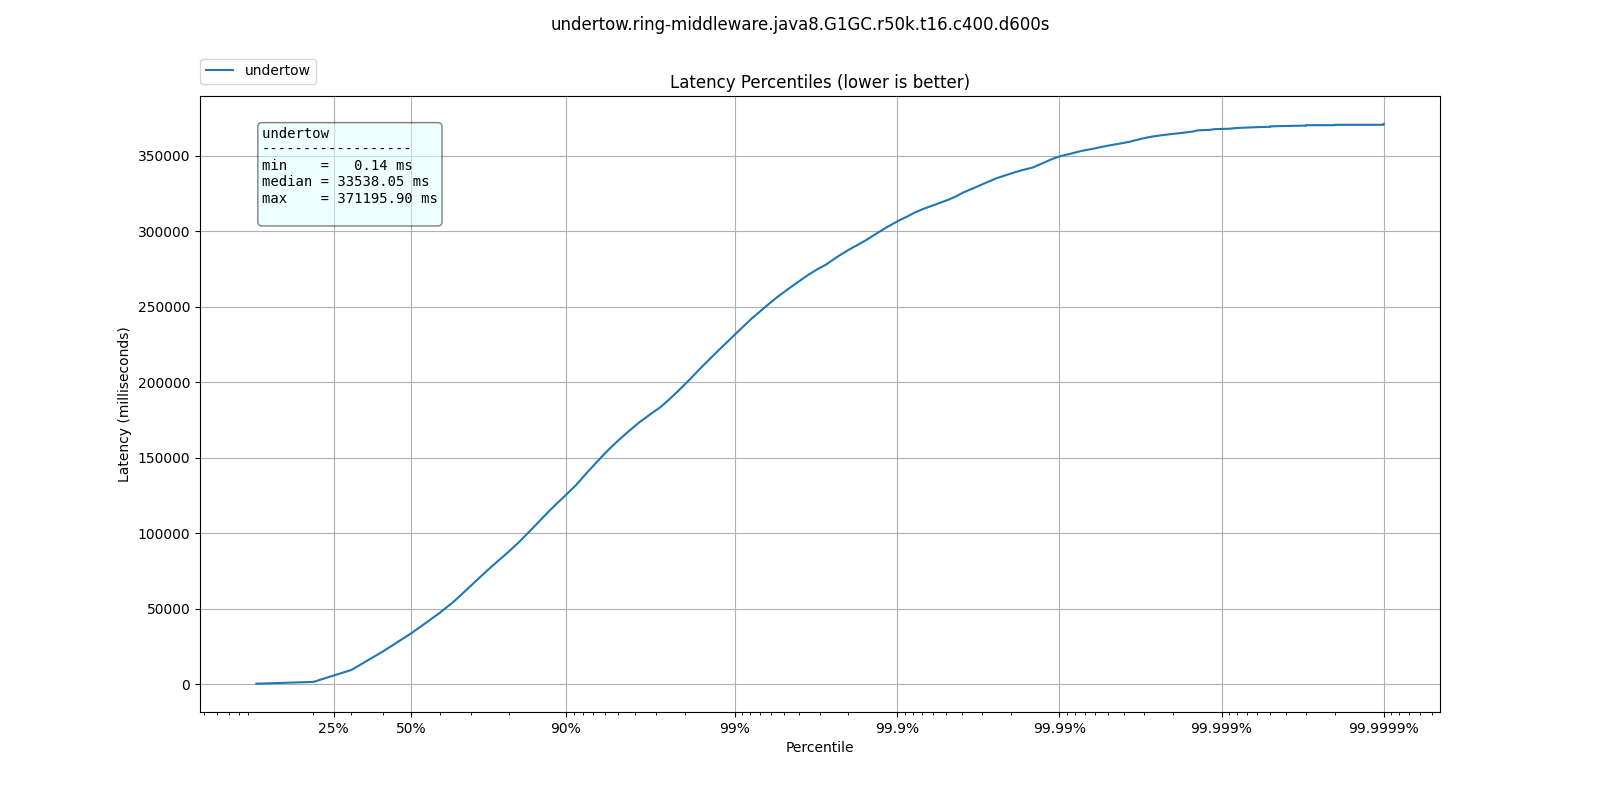 undertow.ring-middleware.java8.G1GC.r50k.t16.c400.d600s
undertow
Latency Percentiles (lower is better)
undertow
------------------
min    =   0.14 ms
median = 33538.05 ms
max    = 371195.90 ms
350000
300000
250000
200000
150000
100000
50000
0
Latency (milliseconds)
25% 50% 90% 99% 99.9% 99.99% 99.999% 99.9999%
Percentile